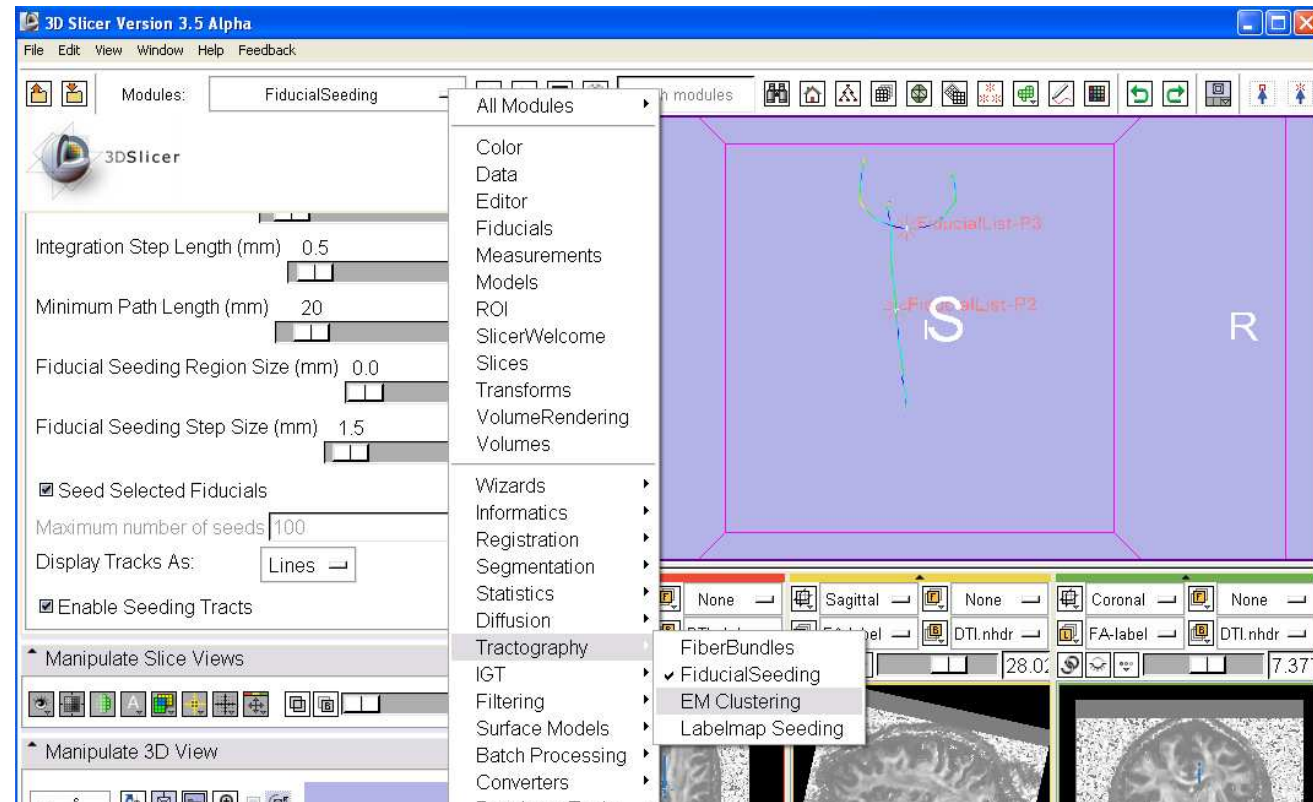 3D Slicer Version 3.5 Alpha
File Edit View Window Help Feedback
Modules: FiducialSeeding
modules
3DSlicer
Integration Step Length (mm) 0.5
Minimum Path Length (mm) 20
Fiducial Seeding Region Size (mm) 0.0
Fiducial Seeding Step Size (mm) 1.5
Seed Selected Fiducials
Maximum number of seeds 100
Display Tracks As: Lines
Enable Seeding Tracts
Manipulate Slice Views
Manipulate 3D View
All Modules
Color
Data
Editor
Fiducials
Measurements
Models
ROI
SlicerWelcome
Slices
Transforms
VolumeRendering
Volumes
Wizards
Informatics
Registration
Segmentation
Statistics
Diffusion
Tractography
IGT
Filtering
Surface Models
Batch Processing
Converters
FiberBundles
FiducialSeeding
EM Clustering
Labelmap Seeding
FiducialList-P3
FiducialList-P2
S
R
None Sagittal None Coronal None
DTI.nhdr FA-label DTI.nhdr
28.02 7.37